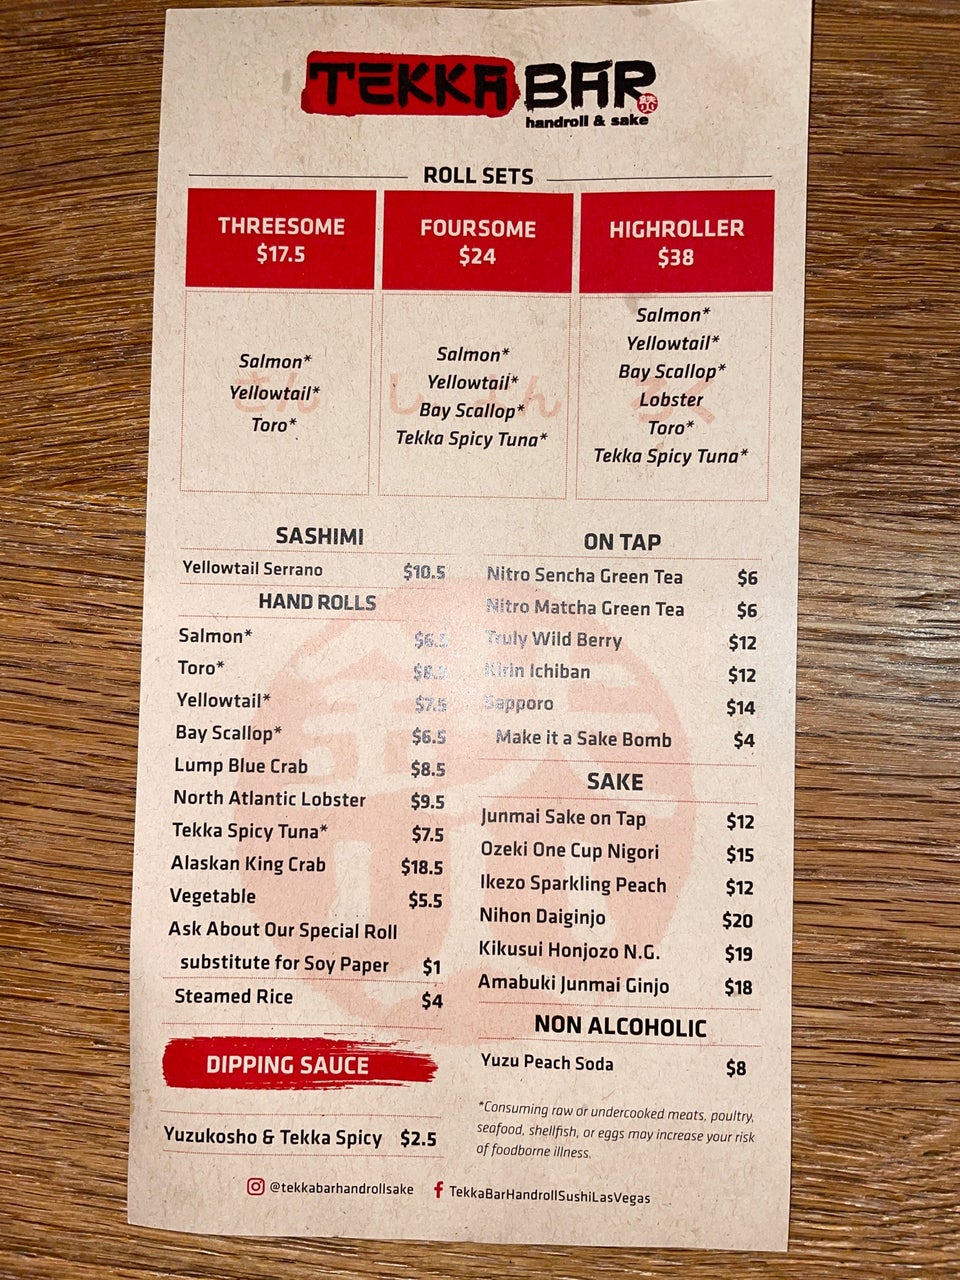 TEKKA BAR
handroll & sake
ROLL SETS
THREESOME
$17.5
Salmon*
Yellowtail*
Toro*
FOURSOME
$24
Salmon*
Yellowtail*
Bay Scallop*
Tekka Spicy Tuna*
HIGHROLLER
$38
Salmon*
Yellowtail*
Bay Scallop*
Lobster
Toro*
Tekka Spicy Tuna*
SASHIMI
Yellowtail Serrano $10.5
HAND ROLLS
Salmon* $6.5
Toro*
Yellowtail* $7.5
Bay Scallop* $6.5
Lump Blue Crab $8.5
North Atlantic Lobster $9.5
Tekka Spicy Tuna* $7.5
Alaskan King Crab $18.5
Vegetable $5.5
Ask About Our Special Roll
substitute for Soy Paper $1
Steamed Rice $4
DIPPING SAUCE
Yuzukosho & Tekka Spicy $2.5
ON TAP
Nitro Sencha Green Tea $6
Nitro Matcha Green Tea $6
Truly Wild Berry $12
Kirin Ichiban $12
Sapporo $14
Make it a Sake Bomb $4
SAKE
Junmai Sake on Tap $12
Ozeki One Cup Nigori $15
Ikezo Sparkling Peach $12
Nihon Daiginjo $20
Kikusui Honjozo N.G. $19
Amabuki Junmai Ginjo $18
NON ALCOHOLIC
Yuzu Peach Soda $8
*Consuming raw or undercooked meats, poultry,
seafood, shellfish, or eggs may increase your risk
of foodborne illness.
@tekkabarhandrollsake
TekkaBarHandrollSushiLasVegas